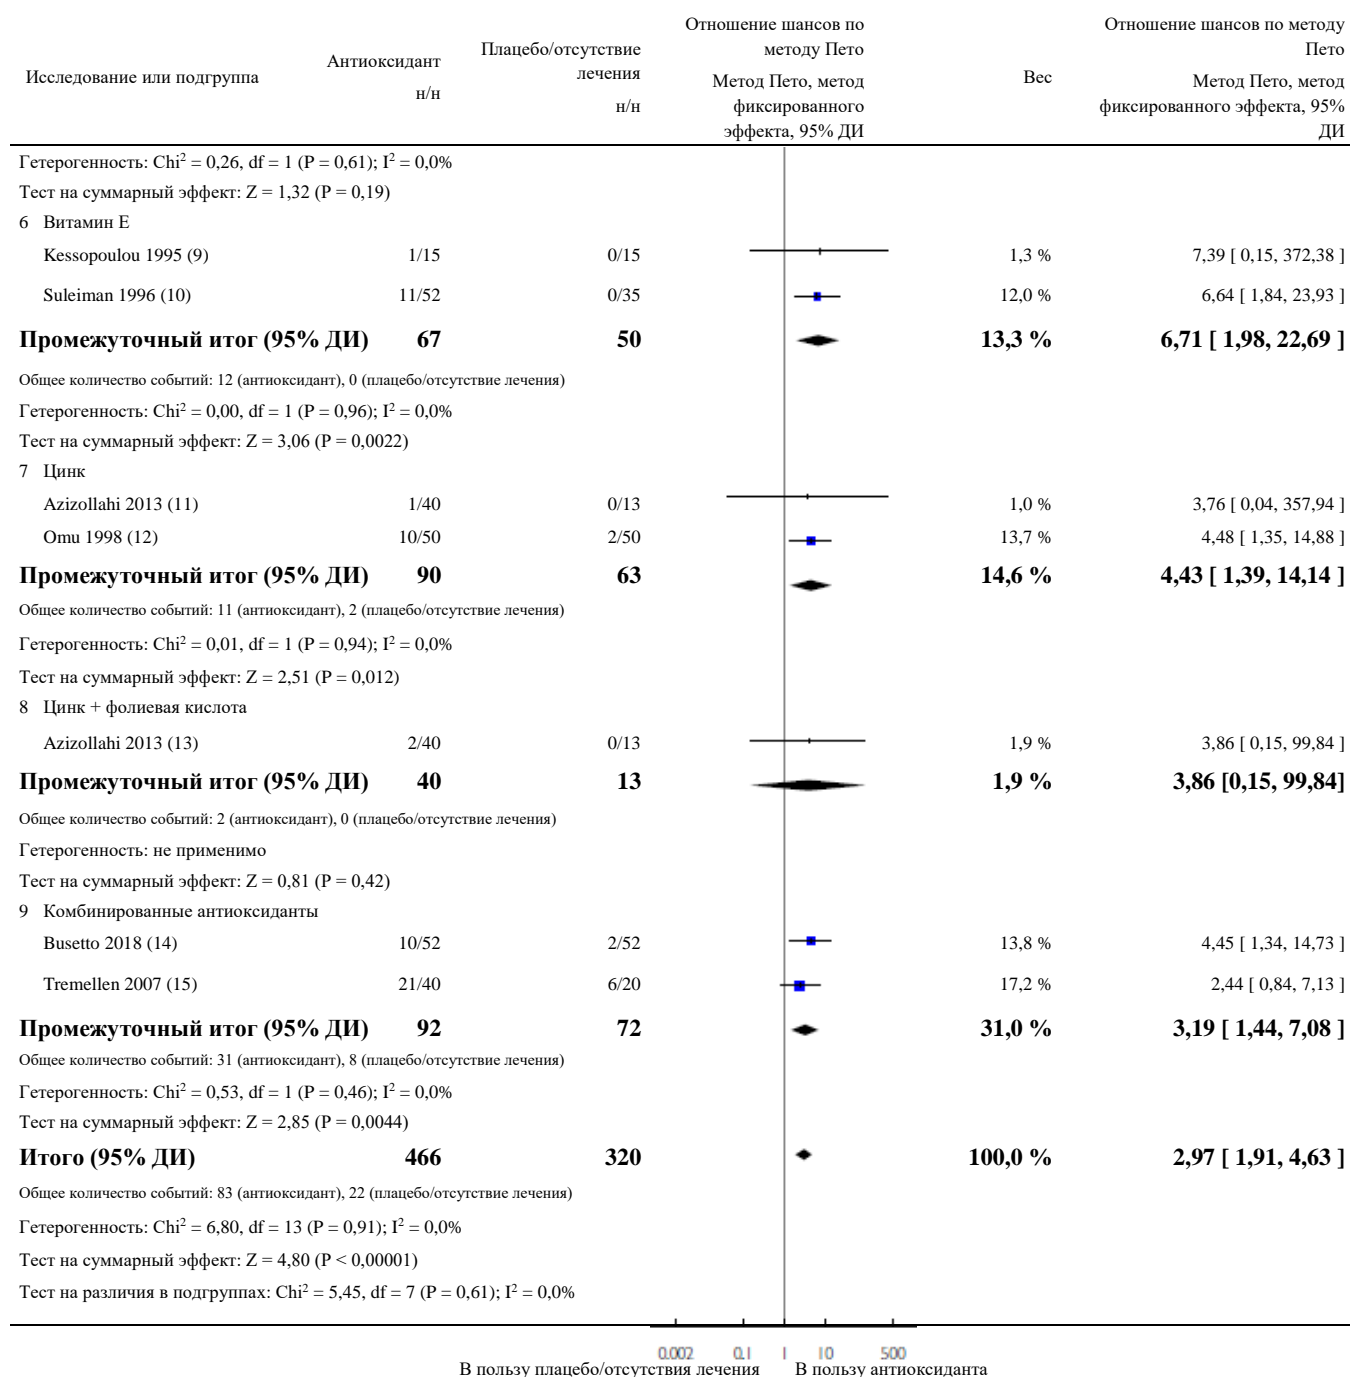 Исследование или подгруппа
Антиоксидант
н/н
Плацебо/отсутствие
лечения
н/н
Отношение шансов по
методу Пето
Метод Пето, метод
фиксированного
эффекта, 95% ДИ
Вес
Отношение шансов по методу
Пето
Метод Пето, метод
фиксированного эффекта, 95%
ДИ
Гетерогенность: Chi² = 0,26, df = 1 (P = 0,61); I² = 0,0%
Тест на суммарный эффект: Z = 1,32 (P = 0,19)
6 Витамин Е
Kessopoulou 1995 (9) 1/15 0/15 1,3 % 7,39 [ 0,15, 372,38 ]
Suleiman 1996 (10) 11/52 0/35 12,0 % 6,64 [ 1,84, 23,93 ]
Промежуточный итог (95% ДИ) 67 50 13,3 % 6,71 [ 1,98, 22,69 ]
Общее количество событий: 12 (антиоксидант), 0 (плацебо/отсутствие лечения)
Гетерогенность: Chi² = 0,00, df = 1 (P = 0,96); I² = 0,0%
Тест на суммарный эффект: Z = 3,06 (P = 0,0022)
7 Цинк
Azizollahi 2013 (11) 1/40 0/13 1,0 % 3,76 [ 0,04, 357,94 ]
Omu 1998 (12) 10/50 2/50 13,7 % 4,48 [ 1,35, 14,88 ]
Промежуточный итог (95% ДИ) 90 63 14,6 % 4,43 [ 1,39, 14,14 ]
Общее количество событий: 11 (антиоксидант), 2 (плацебо/отсутствие лечения)
Гетерогенность: Chi² = 0,01, df = 1 (P = 0,94); I² = 0,0%
Тест на суммарный эффект: Z = 2,51 (P = 0,012)
8 Цинк + фолиевая кислота
Azizollahi 2013 (13) 2/40 0/13 1,9 % 3,86 [ 0,15, 99,84 ]
Промежуточный итог (95% ДИ) 40 13 1,9 % 3,86 [0,15, 99,84]
Общее количество событий: 2 (антиоксидант), 0 (плацебо/отсутствие лечения)
Гетерогенность: не применимо
Тест на суммарный эффект: Z = 0,81 (P = 0,42)
9 Комбинированные антиоксиданты
Busetto 2018 (14) 10/52 2/52 13,8 % 4,45 [ 1,34, 14,73 ]
Tremellen 2007 (15) 21/40 6/20 17,2 % 2,44 [ 0,84, 7,13 ]
Промежуточный итог (95% ДИ) 92 72 31,0 % 3,19 [ 1,44, 7,08 ]
Общее количество событий: 31 (антиоксидант), 8 (плацебо/отсутствие лечения)
Гетерогенность: Chi² = 0,53, df = 1 (P = 0,46); I² = 0,0%
Тест на суммарный эффект: Z = 2,85 (P = 0,0044)
Итого (95% ДИ) 466 320 100,0 % 2,97 [ 1,91, 4,63 ]
Общее количество событий: 83 (антиоксидант), 22 (плацебо/отсутствие лечения)
Гетерогенность: Chi² = 6,80, df = 13 (P = 0,91); I² = 0,0%
Тест на суммарный эффект: Z = 4,80 (P < 0,00001)
Тест на различия в подгруппах: Chi² = 5,45, df = 7 (P = 0,61); I² = 0,0%
0.002 0.1 1 10 500
В пользу плацебо/отсутствия лечения В пользу антиоксиданта